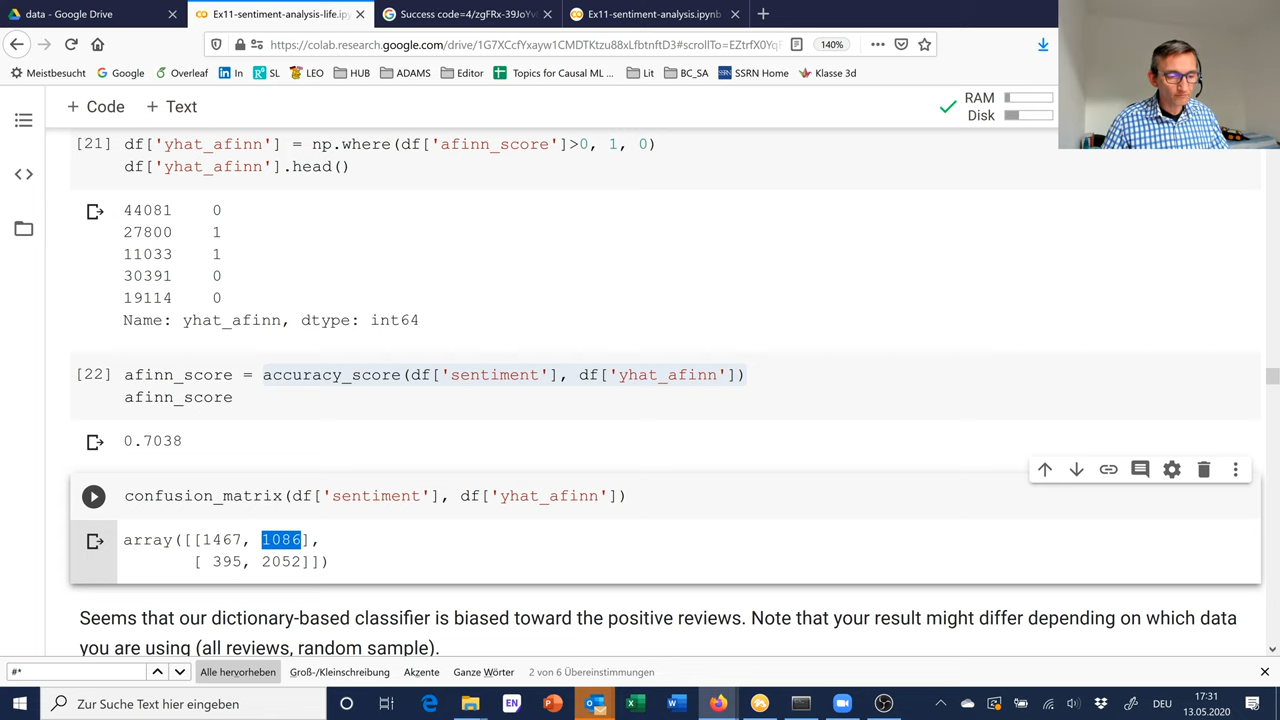 data - Google Drive
Ex11-sentiment-analysis-life.ipy
Success code=4/zgFRx-39JoYv
Ex11-sentiment-analysis.ipynb
https://colab.research.google.com/drive/1G7XCcfYxayw1CMDTKtzu88xLfbtnftD3#scrollTo=EZtrfX0Yq
140%
Meistbesucht
Google
Overleaf
In
SL
LEO
HUB
ADAMS
Editor
Topics for Causal ML ...
Lit
BC_SA
SSRN Home
Klasse 3d
+ Code + Text
RAM
Disk
[21] df['yhat_afinn'] = np.where(df['afinn_score']>0, 1, 0)
df['yhat_afinn'].head()
44081 0
27800 1
11033 1
30391 0
19114 0
Name: yhat_afinn, dtype: int64
[22] afinn_score = accuracy_score(df['sentiment'], df['yhat_afinn'])
afinn_score
0.7038
confusion_matrix(df['sentiment'], df['yhat_afinn'])
array([[1467, 1086],
[ 395, 2052]])
Seems that our dictionary-based classifier is biased toward the positive reviews. Note that your result might differ depending on which data
you are using (all reviews, random sample).
#*
Alle hervorheben
Groß-/Kleinschreibung
Akzente
Ganze Wörter
2 von 6 Übereinstimmungen
Zur Suche Text hier eingeben
EN
DEU
17:31
13.05.2020